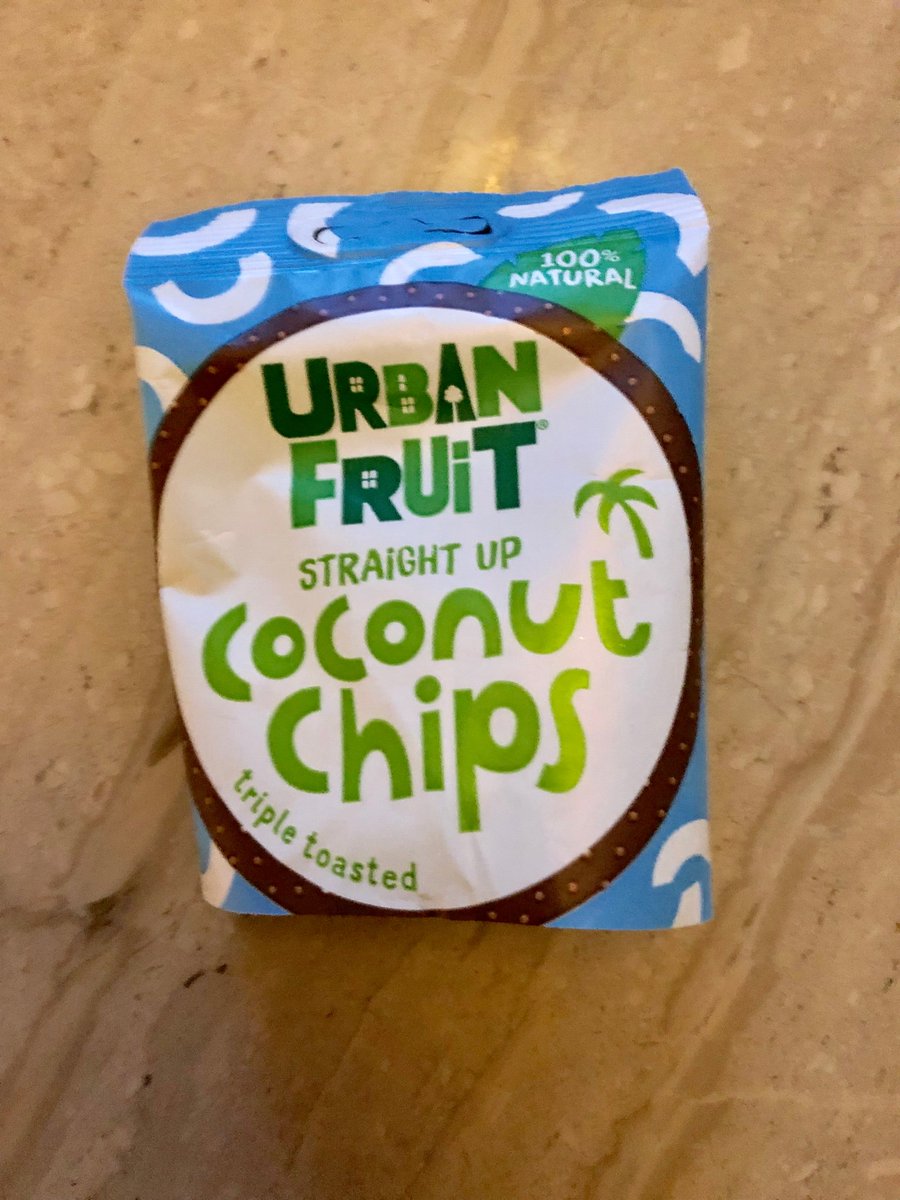 100%
NATURAL
URBAN
FRUiT®
STRAiGHT UP
coconut
chips
triple toasted